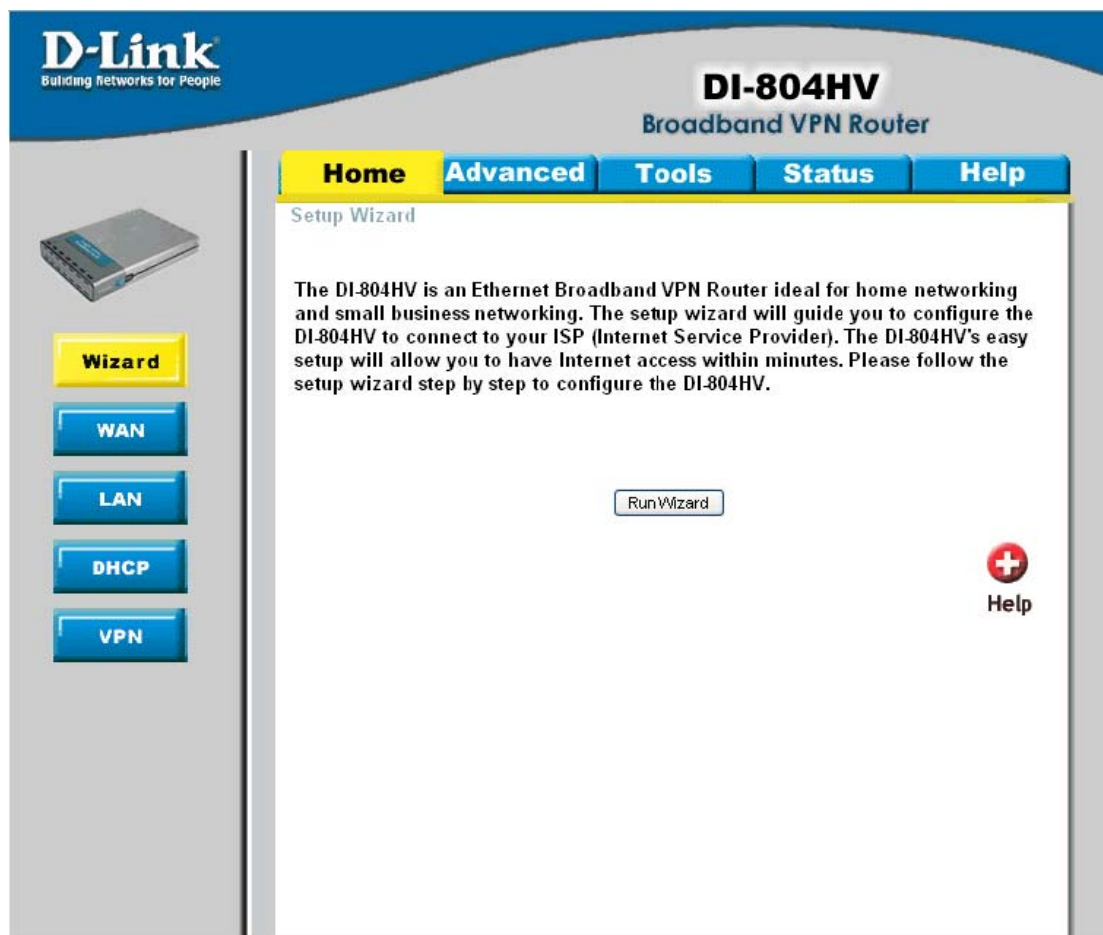 D-Link
Building Networks for People
DI-804HV
Broadband VPN Router
Home
Advanced
Tools
Status
Help
Setup Wizard
The DI-804HV is an Ethernet Broadband VPN Router ideal for home networking
and small business networking. The setup wizard will guide you to configure the
DI-804HV to connect to your ISP (Internet Service Provider). The DI-804HV's easy
setup will allow you to have Internet access within minutes. Please follow the
setup wizard step by step to configure the DI-804HV.
Wizard
WAN
LAN
DHCP
VPN
Run Wizard
Help